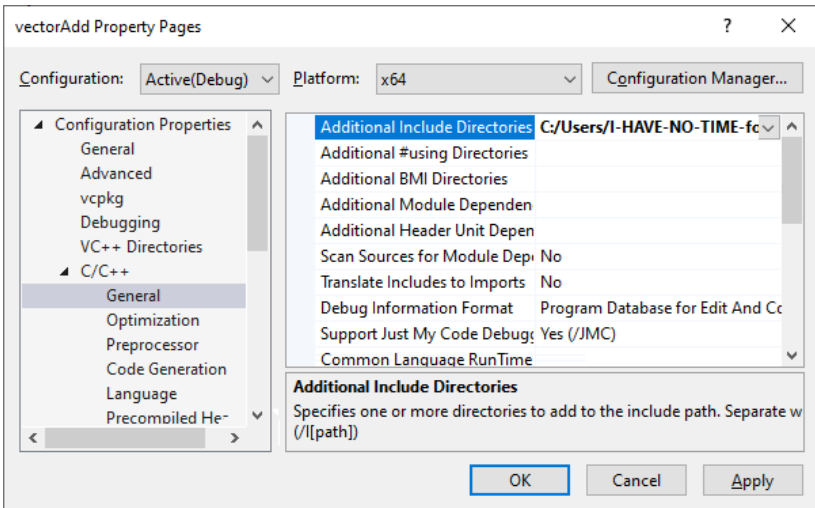 vectorAdd Property Pages ? ×
Configuration: Active(Debug) Platform: x64 Configuration Manager...
Configuration Properties
General
Advanced
vcpkg
Debugging
VC++ Directories
C/C++
General
Optimization
Preprocessor
Code Generation
Language
Precompiled He
Additional Include Directories C:/Users/I-HAVE-NO-TIME-fo
Additional #using Directories
Additional BMI Directories
Additional Module Dependen
Additional Header Unit Depen
Scan Sources for Module Depe No
Translate Includes to Imports No
Debug Information Format Program Database for Edit And Co
Support Just My Code Debugg Yes (/JMC)
Common Language RunTime
Additional Include Directories
Specifies one or more directories to add to the include path. Separate w
(/I[path])
OK Cancel Apply